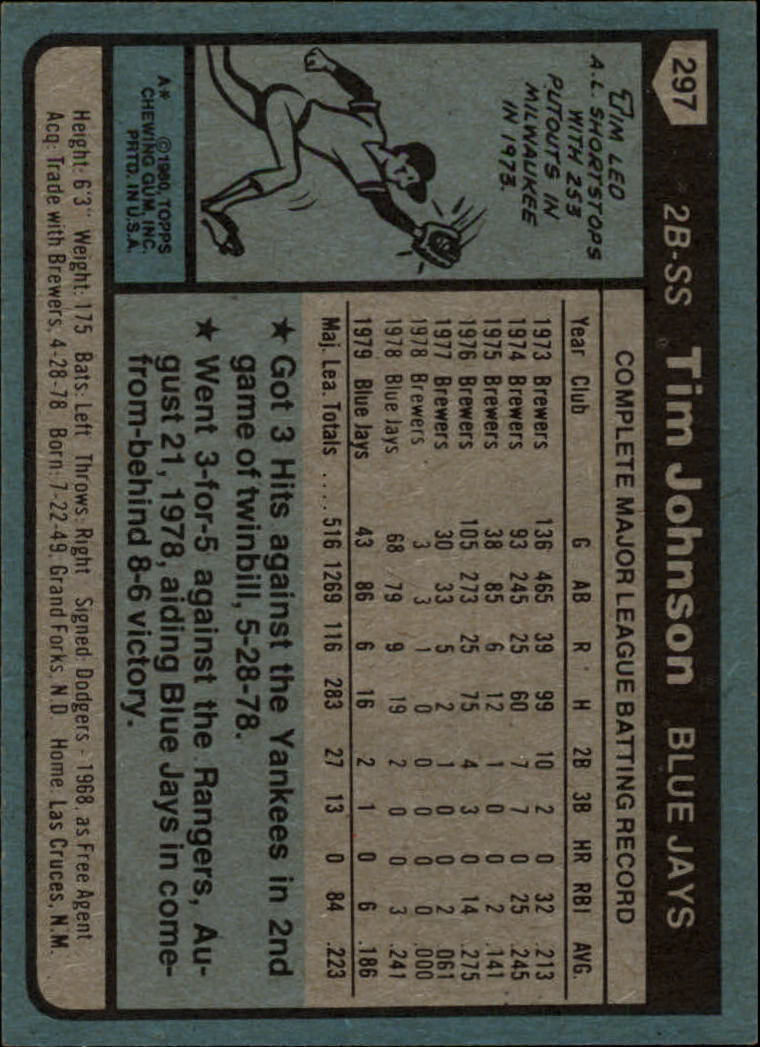 297
2B-SS Tim Johnson BLUE JAYS
TIM LED
A.L. SHORTSTOPS
WITH 253
PUTOUTS IN
MILWAUKEE
IN 1973.
A* ©1980, TOPPS
CHEWING GUM, INC.
PRTD. IN U.S.A.
COMPLETE MAJOR LEAGUE BATTING RECORD
Year Club G AB R H 2B 3B HR RBI AVG.
1973 Brewers 136 465 39 99 10 2 0 32 .213
1974 Brewers 93 245 25 60 7 7 0 25 .245
1975 Brewers 38 85 6 12 1 0 0 2 .141
1976 Brewers 105 273 25 75 4 3 0 14 .275
1977 Brewers 30 33 5 2 1 0 0 2 .061
1978 Brewers 3 3 1 0 0 0 0 0 .000
1978 Blue Jays 68 79 9 19 2 0 0 3 .241
1979 Blue Jays 43 86 6 16 2 1 0 6 .186
Maj. Lea. Totals .... 516 1269 116 283 27 13 0 84 .223
★ Got 3 Hits against the Yankees in 2nd
game of twinbill, 5-28-78.
★ Went 3-for-5 against the Rangers, Au-
gust 21, 1978, aiding Blue Jays in come-
from-behind 8-6 victory.
Height: 6'3" Weight: 175 Bats: Left Throws: Right Signed: Dodgers - 1968, as Free Agent
Acq: Trade with Brewers, 4-28-78 Born: 7-22-49, Grand Forks, N.D Home: Las Cruces, N.M.